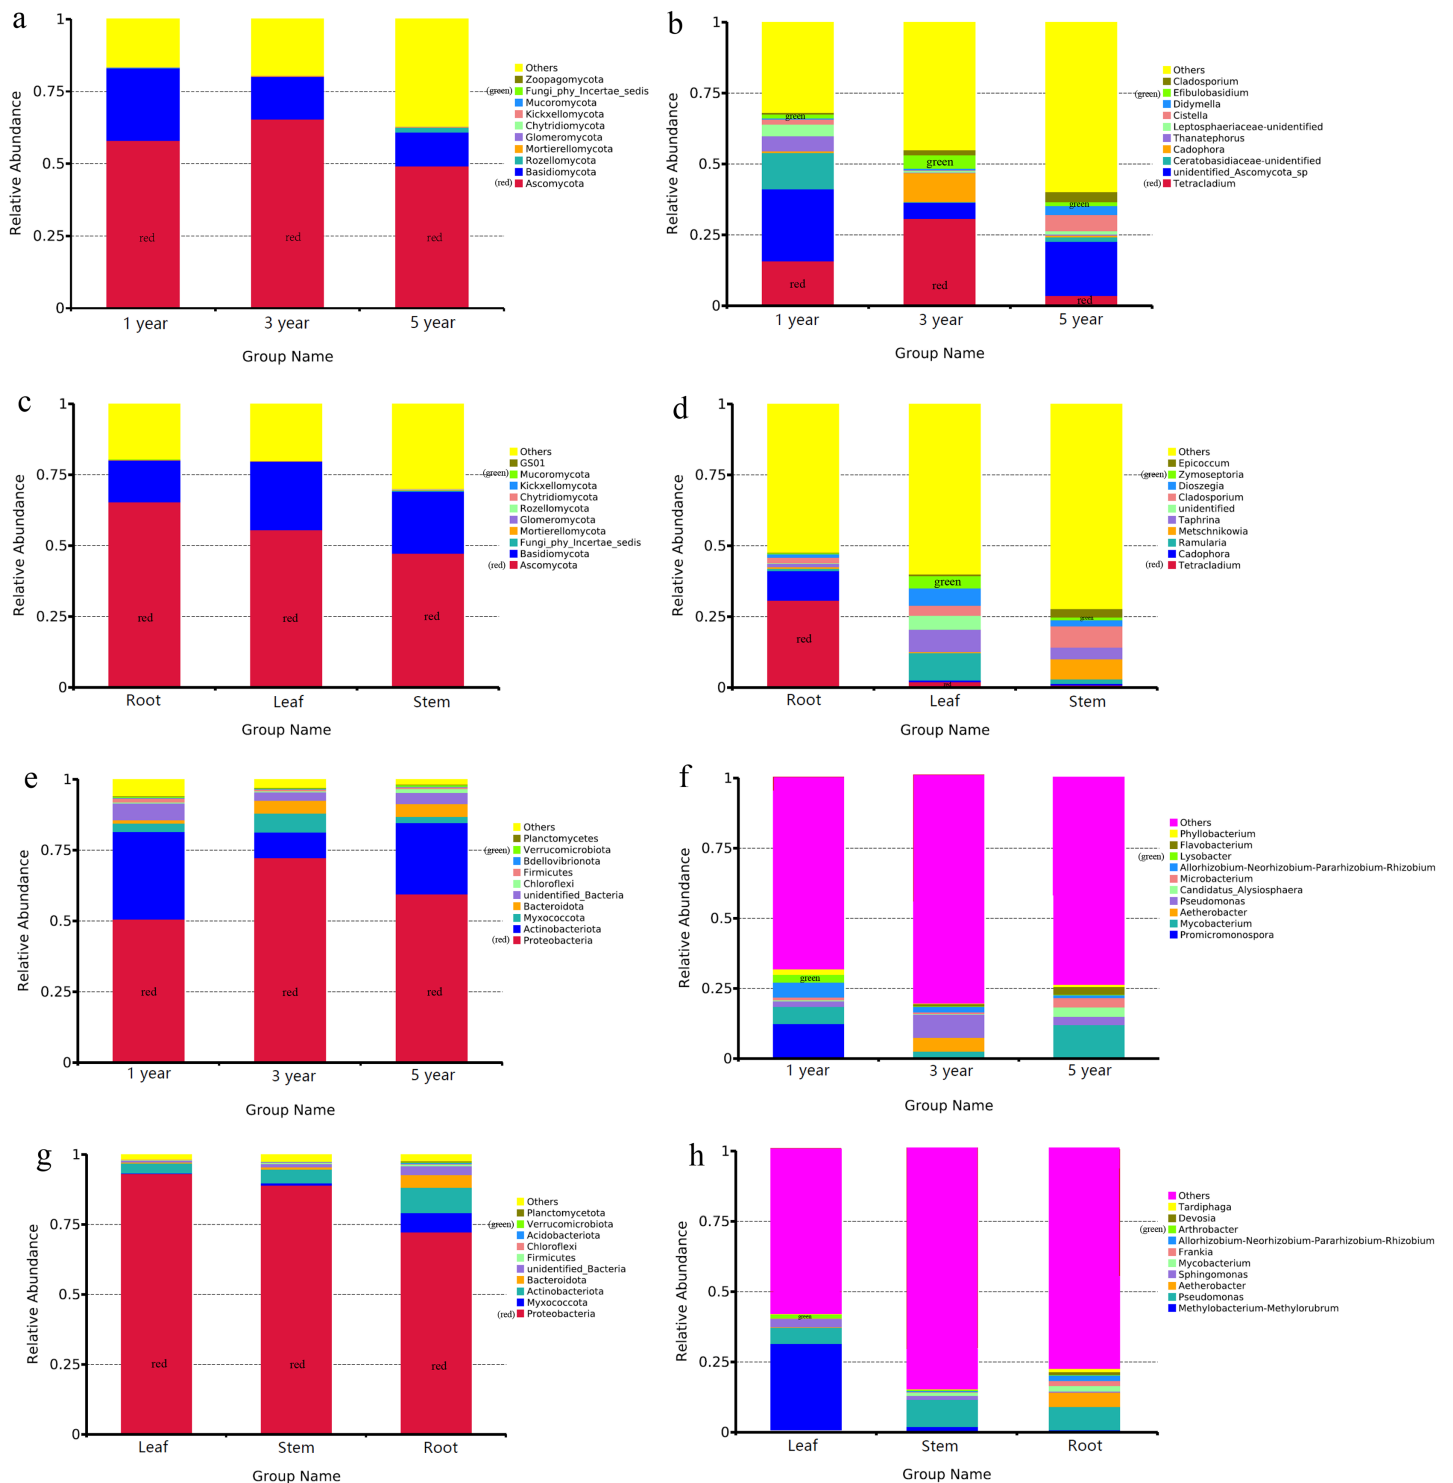 a
Relative Abundance
1
0.75
0.5
0.25
0
red
red
red
1 year
3 year
5 year
Group Name
Others
Zoopagomycota
(green) Fungi_phy_Incertae_sedis
Mucoromycota
Kickxellomycota
Chytridiomycota
Glomeromycota
Mortierellomycota
Rozellomycota
Basidiomycota
(red) Ascomycota
b
Relative Abundance
1
0.75
0.5
0.25
0
green
red
green
red
green
red
1 year
3 year
5 year
Group Name
Others
Cladosporium
(green) Efibulobasidium
Didymella
Cistella
Leptosphaeriaceae-unidentified
Thanatephorus
Cadophora
Ceratobasidiaceae-unidentified
unidentified_Ascomycota_sp
(red) Tetracladium
c
Relative Abundance
1
0.75
0.5
0.25
0
red
red
red
Root
Leaf
Stem
Group Name
Others
GS01
(green) Mucoromycota
Kickxellomycota
Chytridiomycota
Rozellomycota
Glomeromycota
Mortierellomycota
Fungi_phy_Incertae_sedis
Basidiomycota
(red) Ascomycota
d
Relative Abundance
1
0.75
0.5
0.25
0
red
green
red
green
Root
Leaf
Stem
Group Name
Others
Epicoccum
(green) Zymoseptoria
Dioszegia
Cladosporium
unidentified
Taphrina
Metschnikowia
Ramularia
Cadophora
(red) Tetracladium
e
Relative Abundance
1
0.75
0.5
0.25
0
red
red
red
1 year
3 year
5 year
Group Name
Others
Planctomycetes
(green) Verrucomicrobiota
Bdellovibrionota
Firmicutes
Chloroflexi
unidentified_Bacteria
Bacteroidota
Myxococcota
Actinobacteriota
(red) Proteobacteria
f
Relative Abundance
1
0.75
0.5
0.25
0
green
1 year
3 year
5 year
Group Name
Others
Phyllobacterium
Flavobacterium
(green) Lysobacter
Allorhizobium-Neorhizobium-Pararhizobium-Rhizobium
Microbacterium
Candidatus_Alysiosphaera
Pseudomonas
Aetherobacter
Mycobacterium
Promicromonospora
g
Relative Abundance
1
0.75
0.5
0.25
0
red
red
red
Leaf
Stem
Root
Group Name
Others
Planctomycetota
(green) Verrucomicrobiota
Acidobacteriota
Chloroflexi
Firmicutes
unidentified_Bacteria
Bacteroidota
Actinobacteriota
Myxococcota
(red) Proteobacteria
h
Relative Abundance
1
0.75
0.5
0.25
0
green
Leaf
Stem
Root
Group Name
Others
Tardiphaga
Devosia
(green) Arthrobacter
Allorhizobium-Neorhizobium-Pararhizobium-Rhizobium
Frankia
Mycobacterium
Sphingomonas
Aetherobacter
Pseudomonas
Methylobacterium-Methylorubrum